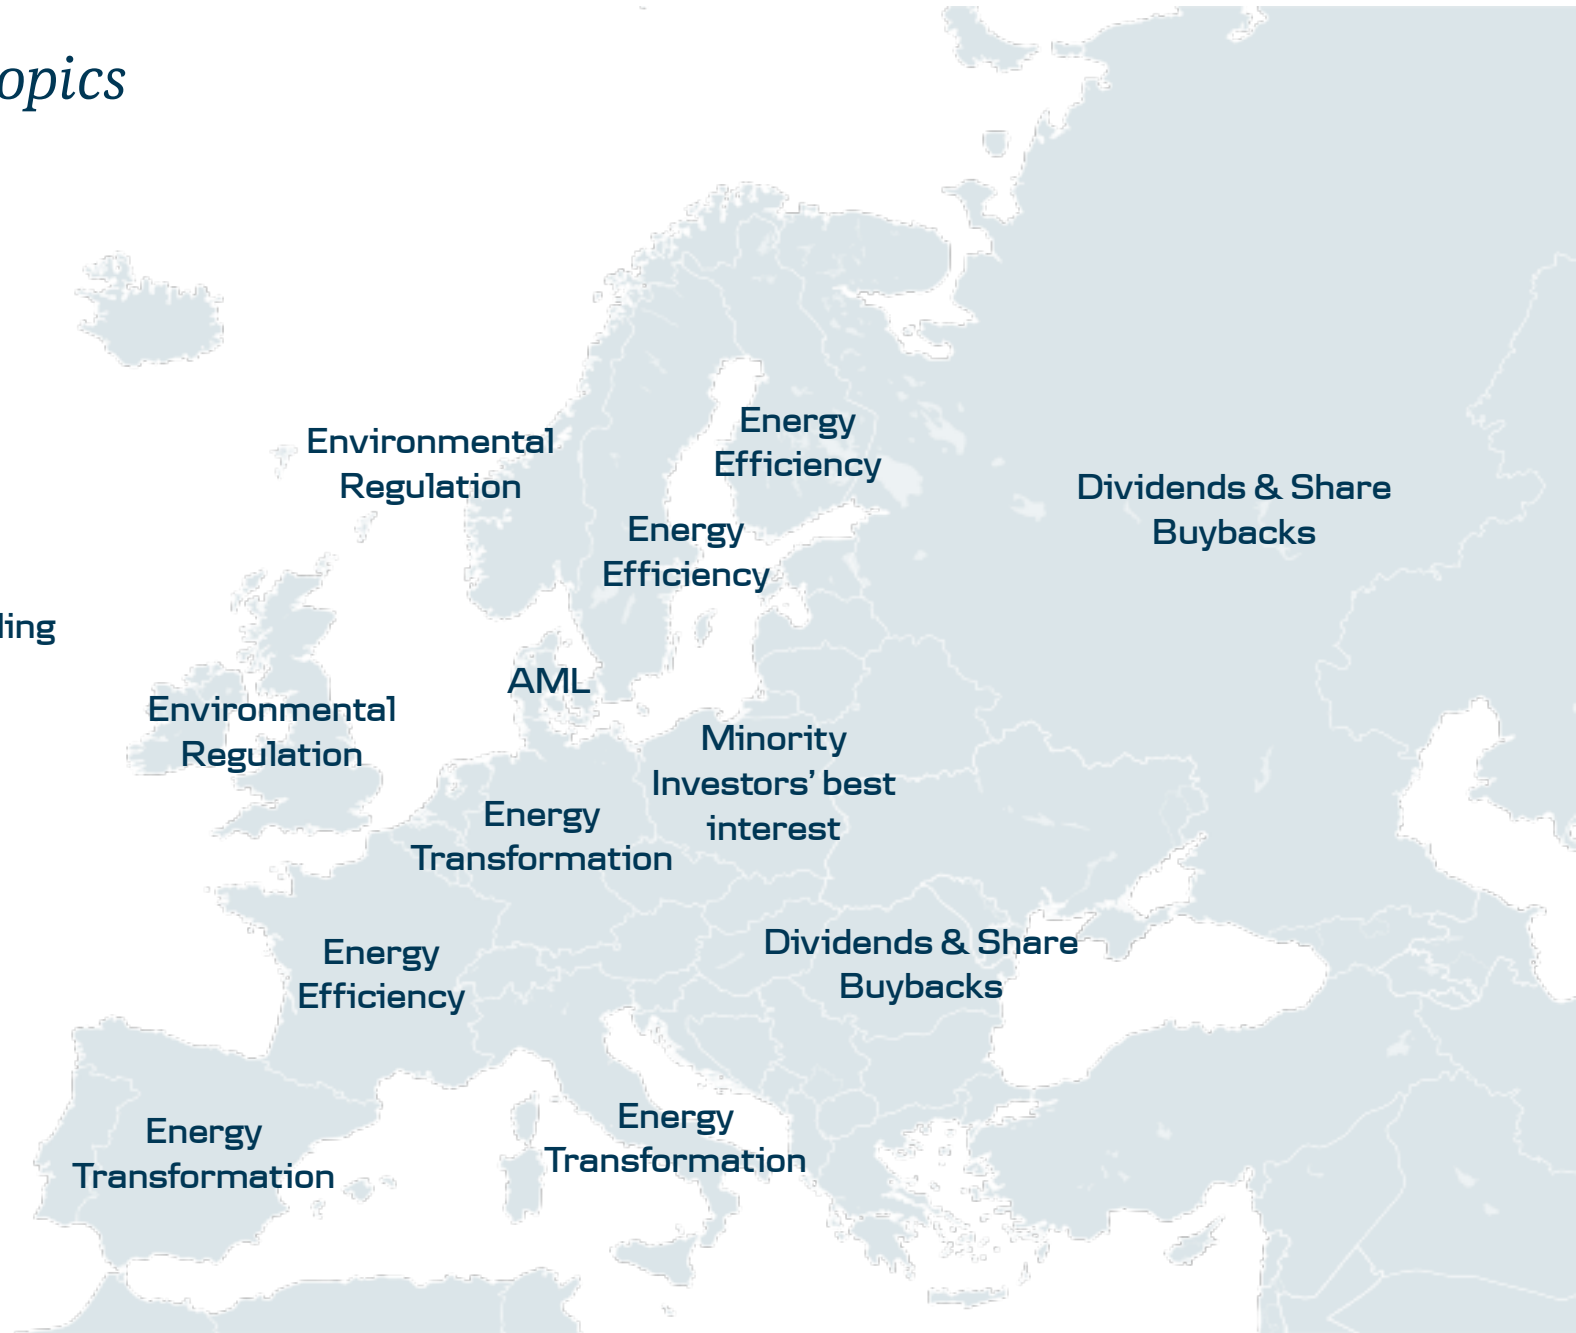 opics
Energy
Efficiency
Environmental
Regulation
Dividends & Share
Buybacks
Energy
Efficiency
ling
AML
Environmental
Regulation
Minority
Investors’ best
interest
Energy
Transformation
Dividends & Share
Buybacks
Energy
Efficiency
Energy
Transformation
Energy
Transformation